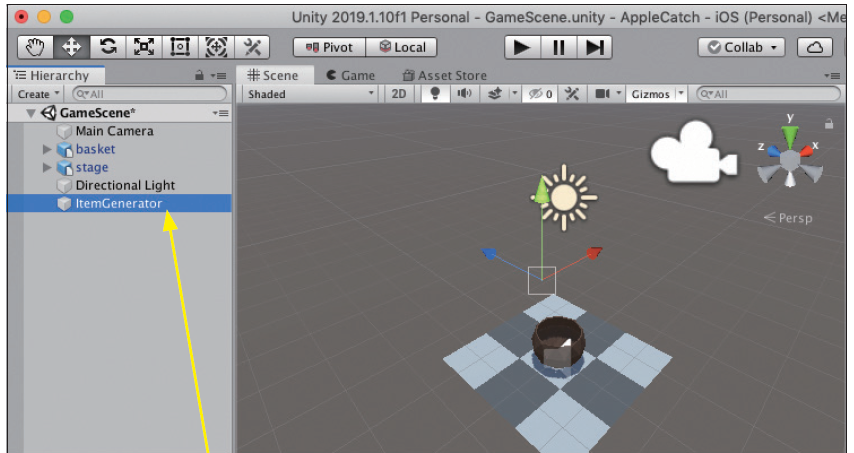 Unity 2019.1.10f1 Personal - GameScene.unity - AppleCatch - iOS (Personal) <Me
Pivot Local Collab
Hierarchy
Scene Game Asset Store
Create All
Shaded 2D 0 Gizmos All
GameScene*
Main Camera
basket
stage
Directional Light
ItemGenerator
y
z x
Persp